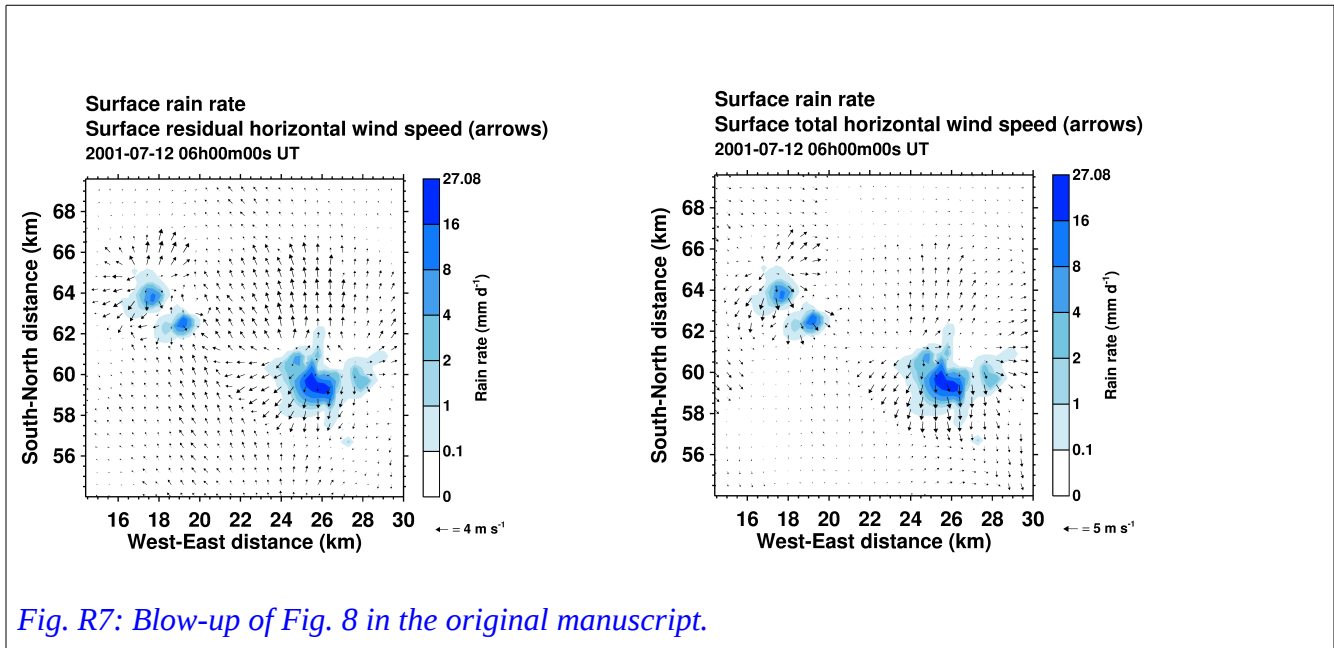 Surface rain rate
Surface residual horizontal wind speed (arrows)
2001-07-12 06h00m00s UT
South-North distance (km)
68
66
64
62
60
58
56
16 18 20 22 24 26 28 30
West-East distance (km)
27.08
16
8
4
2
1
0.1
0
Rain rate (mm d⁻¹)
← = 4 m s⁻¹
Surface rain rate
Surface total horizontal wind speed (arrows)
2001-07-12 06h00m00s UT
South-North distance (km)
68
66
64
62
60
58
56
16 18 20 22 24 26 28 30
West-East distance (km)
27.08
16
8
4
2
1
0.1
0
Rain rate (mm d⁻¹)
← = 5 m s⁻¹
Fig. R7: Blow-up of Fig. 8 in the original manuscript.